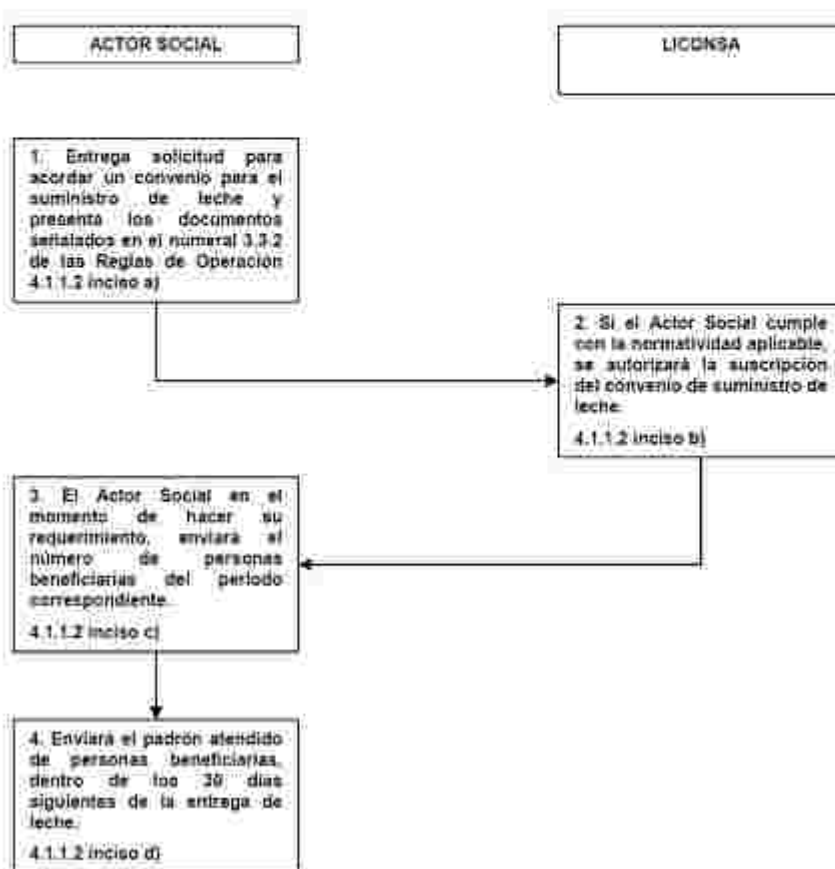 ACTOR SOCIAL
LICONSA
1. Entrega solicitud para
acordar un convenio para el
suministro de leche y
presenta los documentos
señalados en el numeral 3.3.2
de las Reglas de Operación
4.1.1.2 inciso a)
2. Si el Actor Social cumple
con la normatividad aplicable,
se autorizará la suscripción
del convenio de suministro de
leche.
4.1.1.2 inciso b)
3. El Actor Social en el
momento de hacer su
requerimiento, enviará el
número de personas
beneficiarias del periodo
correspondiente.
4.1.1.2 inciso c)
4. Enviará el padrón atendido
de personas beneficiarias,
dentro de los 30 días
siguientes de la entrega de
leche.
4.1.1.2 inciso d)